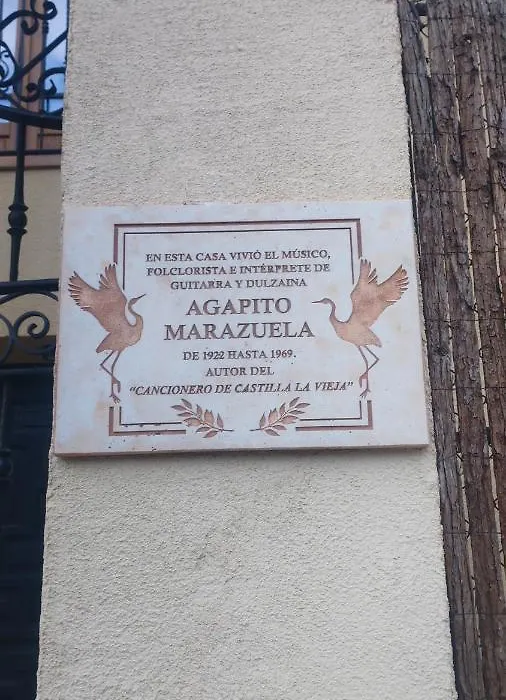 EN ESTA CASA VIVIÓ EL MÚSICO,
FOLCLORISTA E INTÉRPRETE DE
GUITARRA Y DULZAINA
AGAPITO
MARAZUELA
DE 1922 HASTA 1969.
AUTOR DEL
"CANCIONERO DE CASTILLA LA VIEJA"